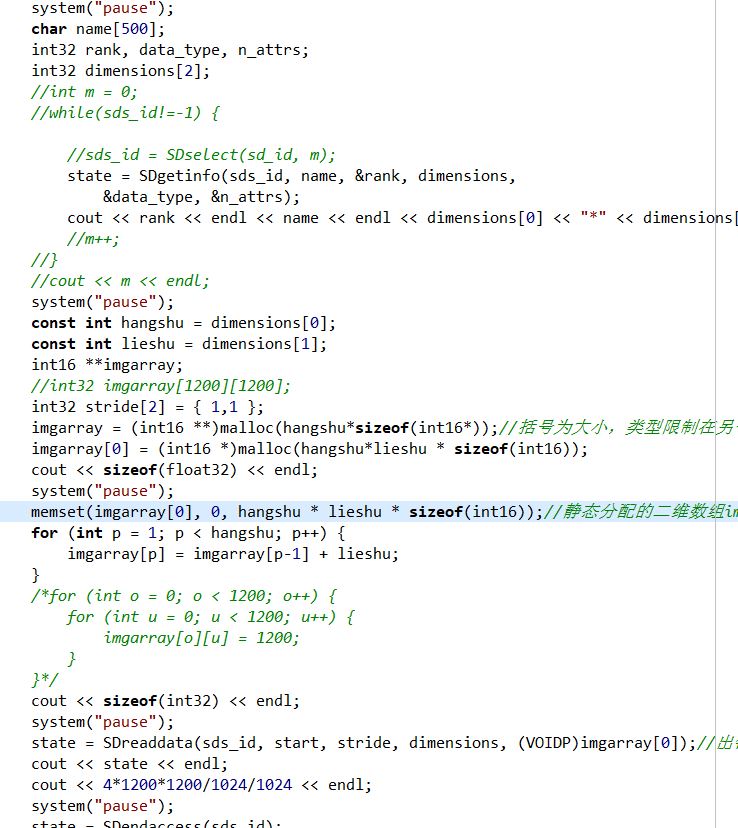 system("pause");
char name[500];
int32 rank, data_type, n_attrs;
int32 dimensions[2];
//int m = 0;
//while(sds_id!=-1) {
//sds_id = SDselect(sd_id, m);
state = SDgetinfo(sds_id, name, &rank, dimensions,
&data_type, &n_attrs);
cout << rank << endl << name << endl << dimensions[0] << "*" << dimensions[
//m++;
//}
//cout << m << endl;
system("pause");
const int hangshu = dimensions[0];
const int lieshu = dimensions[1];
int16 **imgarray;
//int32 imgarray[1200][1200];
int32 stride[2] = { 1,1 };
imgarray = (int16 **)malloc(hangshu*sizeof(int16*));//括号为大小，类型限制在另
imgarray[0] = (int16 *)malloc(hangshu*lieshu * sizeof(int16));
cout << sizeof(float32) << endl;
system("pause");
memset(imgarray[0], 0, hangshu * lieshu * sizeof(int16));//静态分配的二维数组im
for (int p = 1; p < hangshu; p++) {
imgarray[p] = imgarray[p-1] + lieshu;
}
/*for (int o = 0; o < 1200; o++) {
for (int u = 0; u < 1200; u++) {
imgarray[o][u] = 1200;
}
}*/
cout << sizeof(int32) << endl;
system("pause");
state = SDreaddata(sds_id, start, stride, dimensions, (VOIDP)imgarray[0]);//出
cout << state << endl;
cout << 4*1200*1200/1024/1024 << endl;
system("pause");
state = SDendaccess(sds_id);